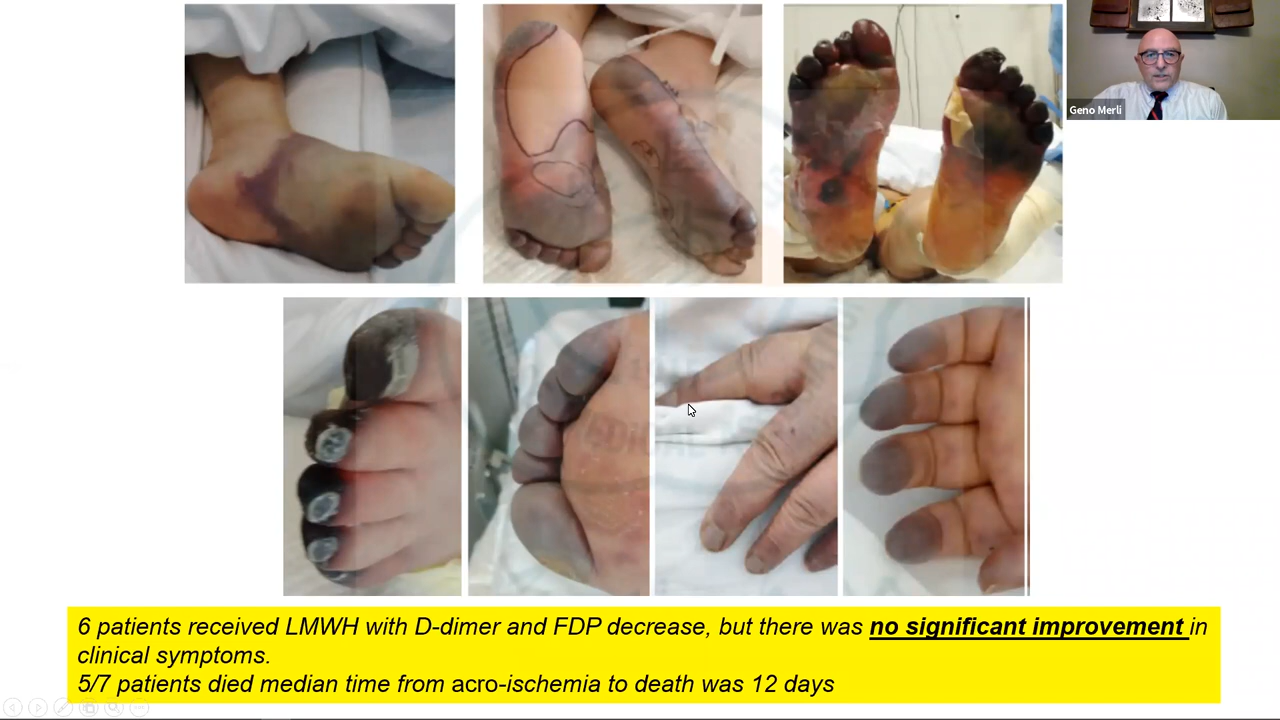 Geno Merli
6 patients received LMWH with D-dimer and FDP decrease, but there was no significant improvement in
clinical symptoms.
5/7 patients died median time from acro-ischemia to death was 12 days